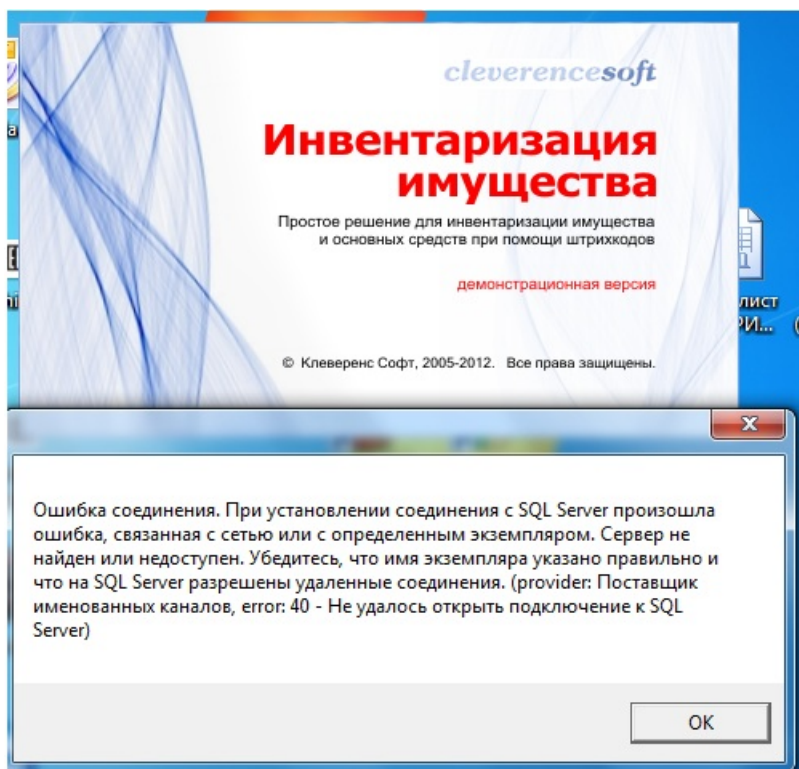 cleverencesoft
Инвентаризация
имущества
Простое решение для инвентаризации имущества
и основных средств при помощи штрихкодов
демонстрационная версия
© Клеверенс Софт, 2005-2012. Все права защищены.
лист
Ошибка соединения. При установлении соединения с SQL Server произошла
ошибка, связанная с сетью или с определенным экземпляром. Сервер не
найден или недоступен. Убедитесь, что имя экземпляра указано правильно и
что на SQL Server разрешены удаленные соединения. (provider: Поставщик
именованных каналов, error: 40 - Не удалось открыть подключение к SQL
Server)
OK